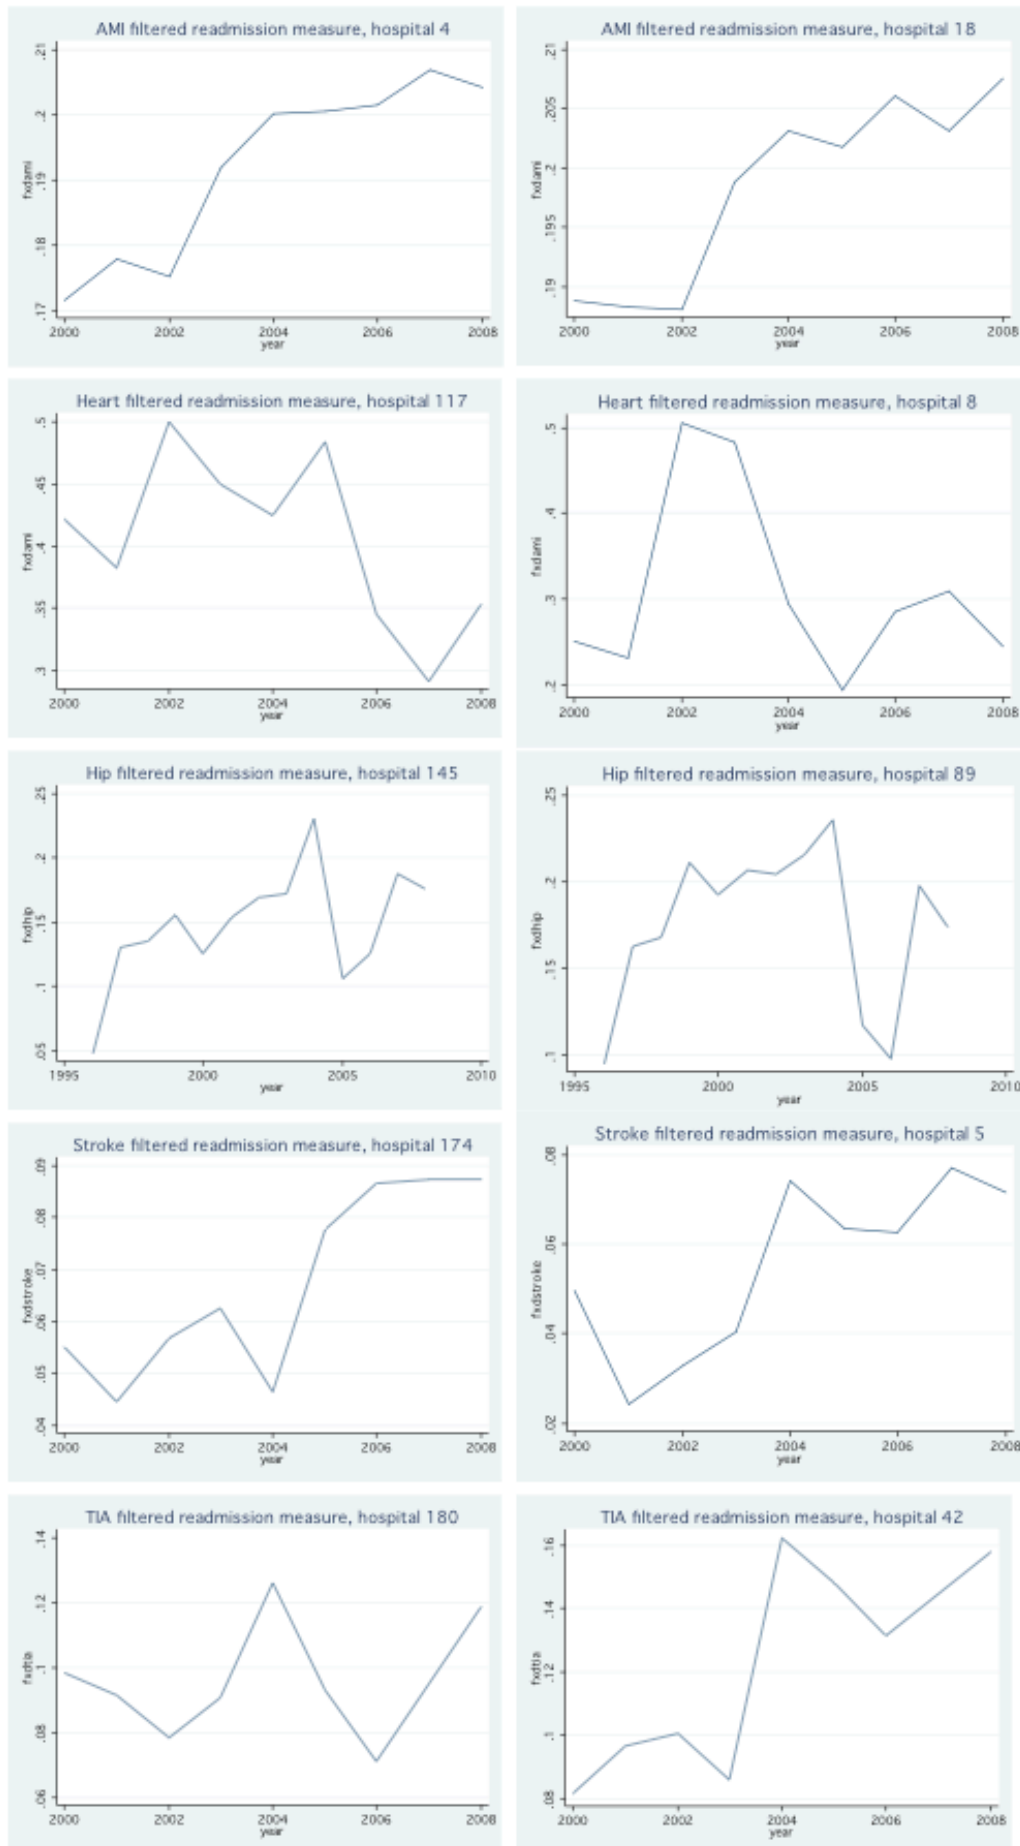 AMI filtered readmission measure, hospital 4
.21
.2
.19
.18
.17
fxdami
2000 2002 2004 2006 2008
year
AMI filtered readmission measure, hospital 18
.21
.205
.2
.195
.19
fxdami
2000 2002 2004 2006 2008
year
Heart filtered readmission measure, hospital 117
.5
.45
.4
.35
.3
fxdami
2000 2002 2004 2006 2008
year
Heart filtered readmission measure, hospital 8
.5
.4
.3
.2
fxdami
2000 2002 2004 2006 2008
year
Hip filtered readmission measure, hospital 145
.25
.2
.15
.1
.05
fxdhip
1995 2000 2005 2010
year
Hip filtered readmission measure, hospital 89
.25
.2
.15
.1
fxdhip
1995 2000 2005 2010
year
Stroke filtered readmission measure, hospital 174
.09
.08
.07
.06
.05
.04
fxdstroke
2000 2002 2004 2006 2008
year
Stroke filtered readmission measure, hospital 5
.08
.06
.04
.02
fxdstroke
2000 2002 2004 2006 2008
year
TIA filtered readmission measure, hospital 180
.14
.12
.1
.08
.06
fxdtia
2000 2002 2004 2006 2008
year
TIA filtered readmission measure, hospital 42
.16
.14
.12
.1
.08
fxdtia
2000 2002 2004 2006 2008
year